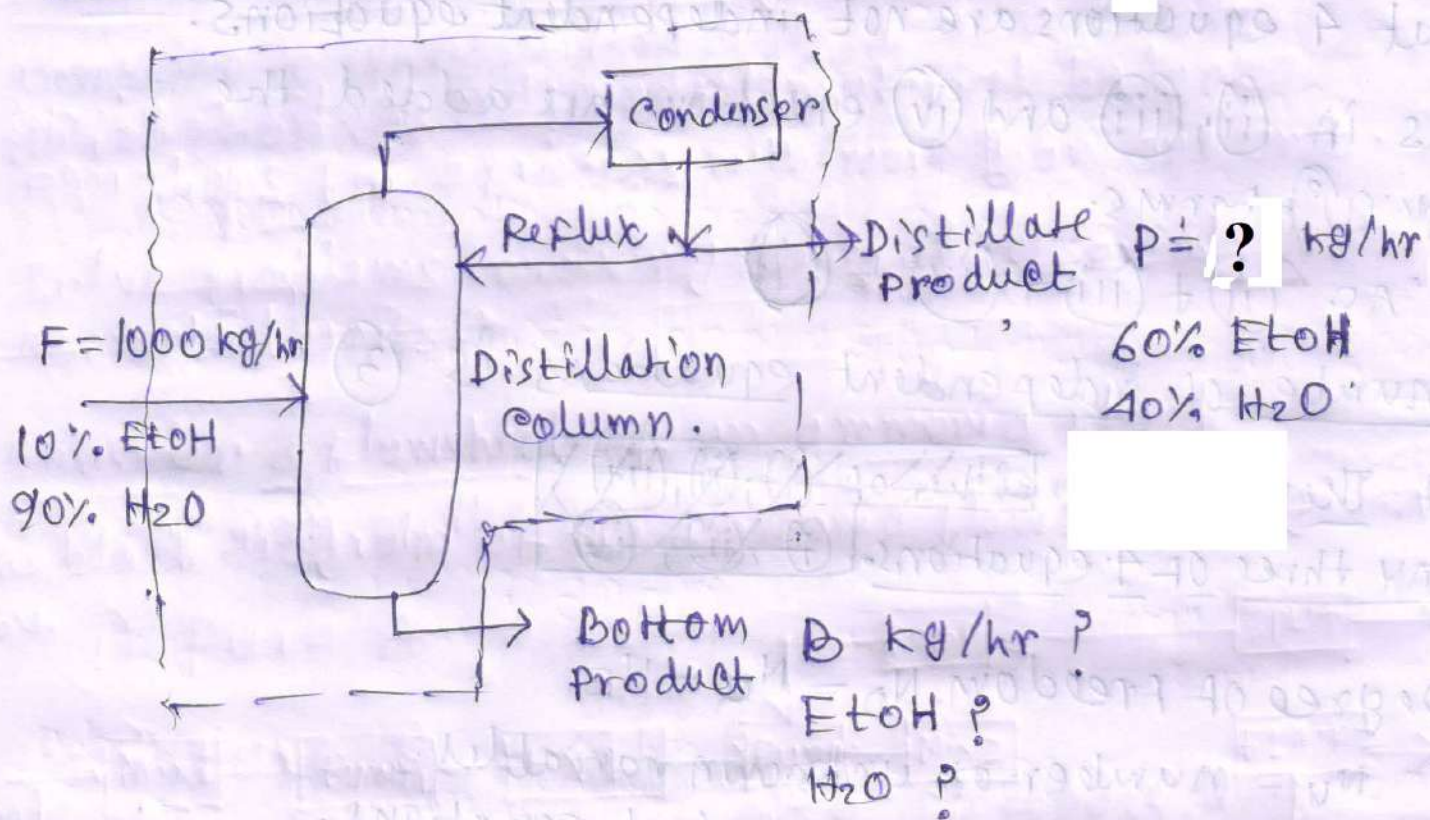 Condenser
Reflux
Distillate P = ? kg/hr
product
60% EtOH
40% H2O
F = 1000 kg/hr
10% EtOH
90% H2O
Distillation
column.
Bottom B kg/hr ?
product
EtOH ?
H2O ?